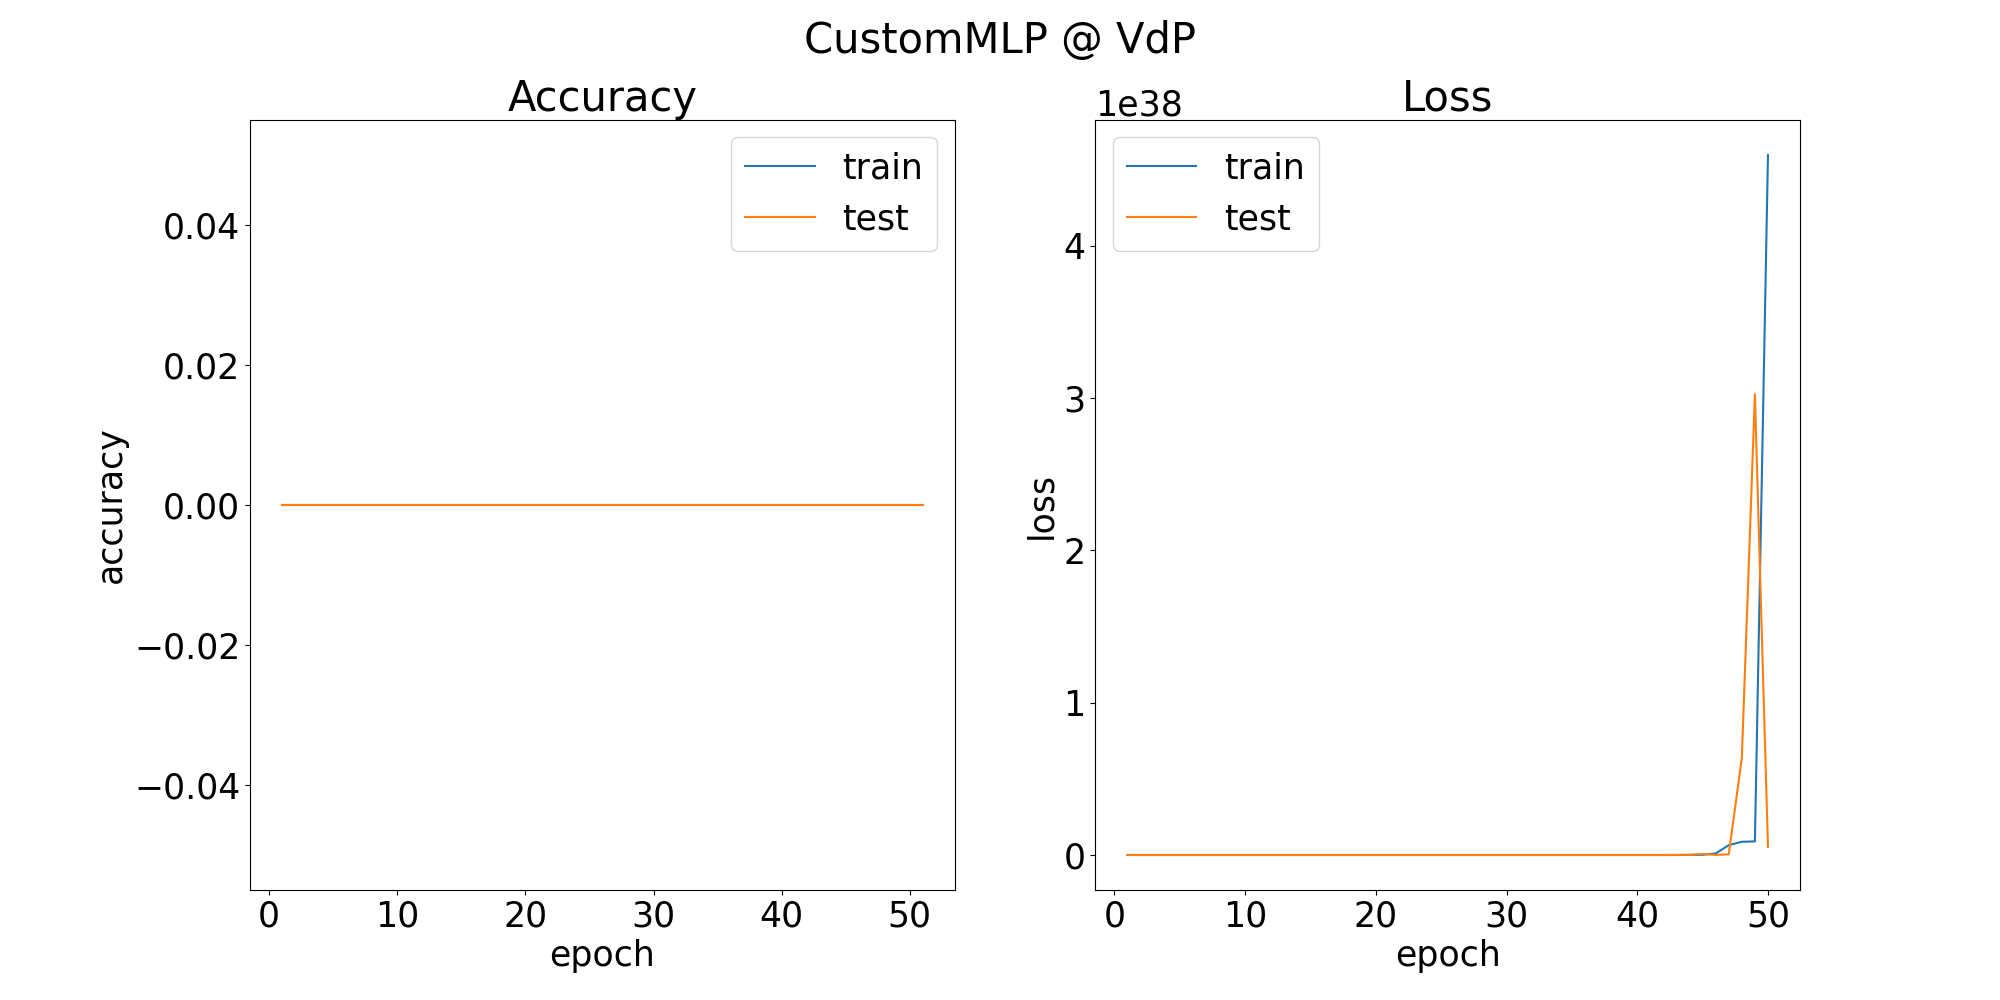 CustomMLP @ VdP
Accuracy
train
test
0.04
0.02
0.00
−0.02
−0.04
accuracy
0 10 20 30 40 50
epoch
Loss
1e38
train
test
4
3
2
1
0
loss
0 10 20 30 40 50
epoch